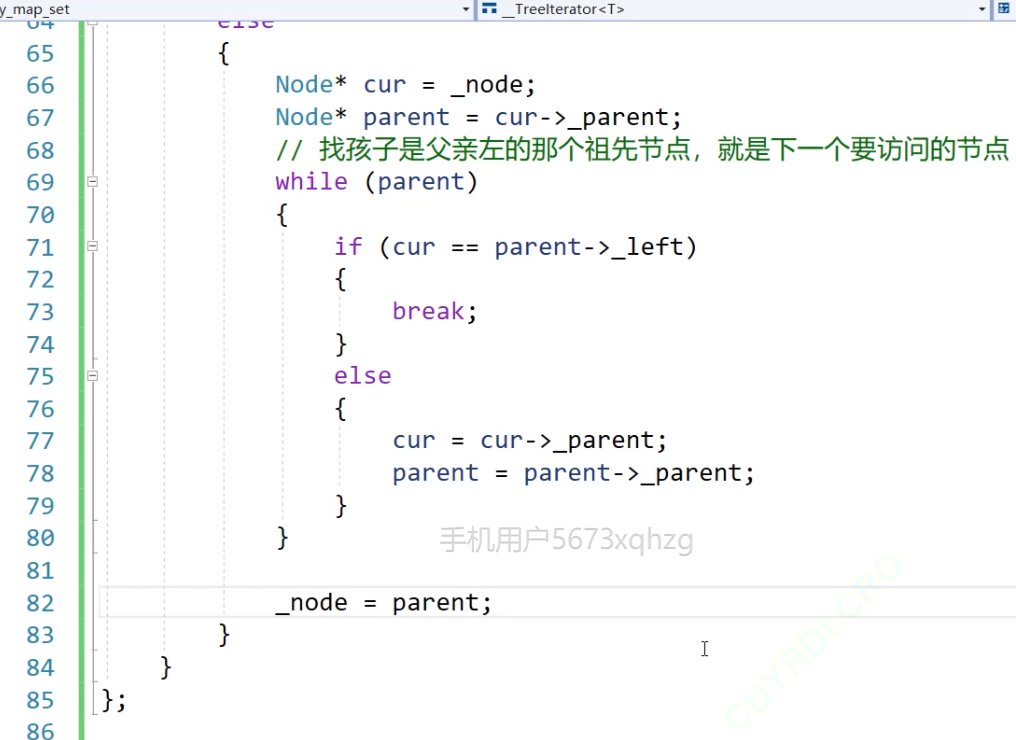 y_map_set __TreeIterator<T>
64 else
65 {
66 Node* cur = _node;
67 Node* parent = cur->_parent;
68 // 找孩子是父亲左的那个祖先节点，就是下一个要访问的节点
69 while (parent)
70 {
71 if (cur == parent->_left)
72 {
73 break;
74 }
75 else
76 {
77 cur = cur->_parent;
78 parent = parent->_parent;
79 }
80 }
手机用户5673xqhzg
81
82 _node = parent;
83 }
84 }
85 };
86
CUYRDLCRO